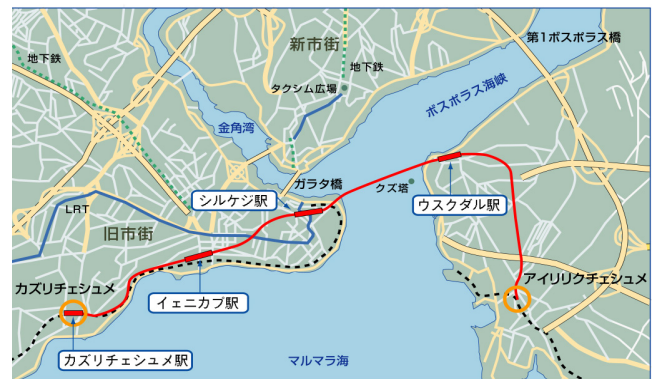 新市街
第1ボスポラス橋
地下鉄
地下鉄
タクシム広場
ボスポラス海峡
金角湾
ガラタ橋
クズ塔
シルケジ駅
ウスクダル駅
LRT
旧市街
カズリチェシュメ
アイリリクチェシュメ
イェニカプ駅
カズリチェシュメ駅
マルマラ海